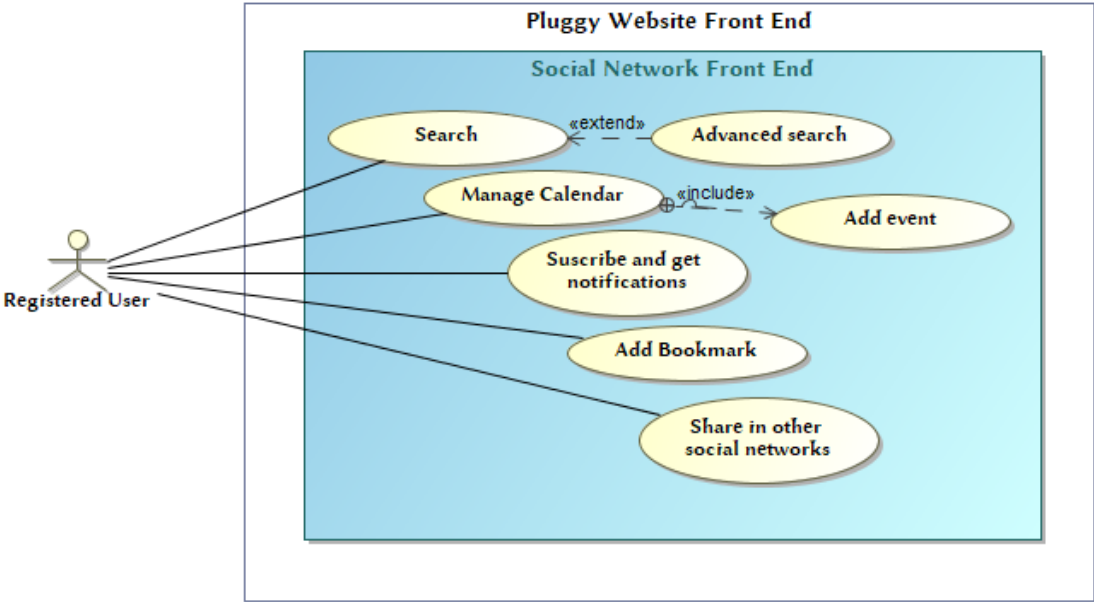 Pluggy Website Front End
Social Network Front End
Search
«extend»
Advanced search
Manage Calendar
«include»
Add event
Suscribe and get
notifications
Registered User
Add Bookmark
Share in other
social networks